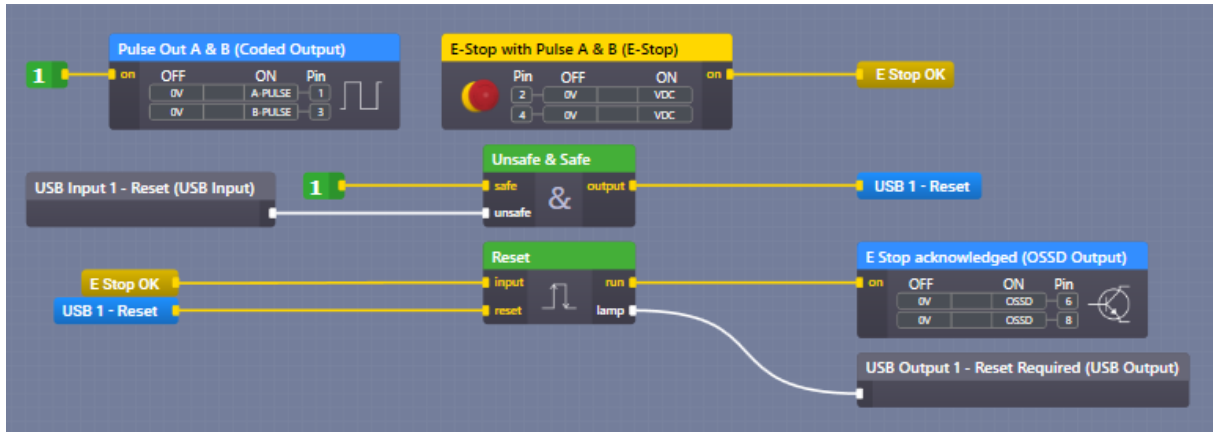 Pulse Out A & B (Coded Output)
1
on OFF ON Pin
0V A-PULSE 1
0V B-PULSE 3
E-Stop with Pulse A & B (E-Stop)
Pin OFF ON on
2 0V VDC
4 0V VDC
E Stop OK
USB Input 1 - Reset (USB Input)
1
Unsafe & Safe
safe output
&
unsafe
USB 1 - Reset
E Stop OK
USB 1 - Reset
Reset
input run
reset lamp
E Stop acknowledged (OSSD Output)
on OFF ON Pin
0V OSSD 6
0V OSSD 8
USB Output 1 - Reset Required (USB Output)